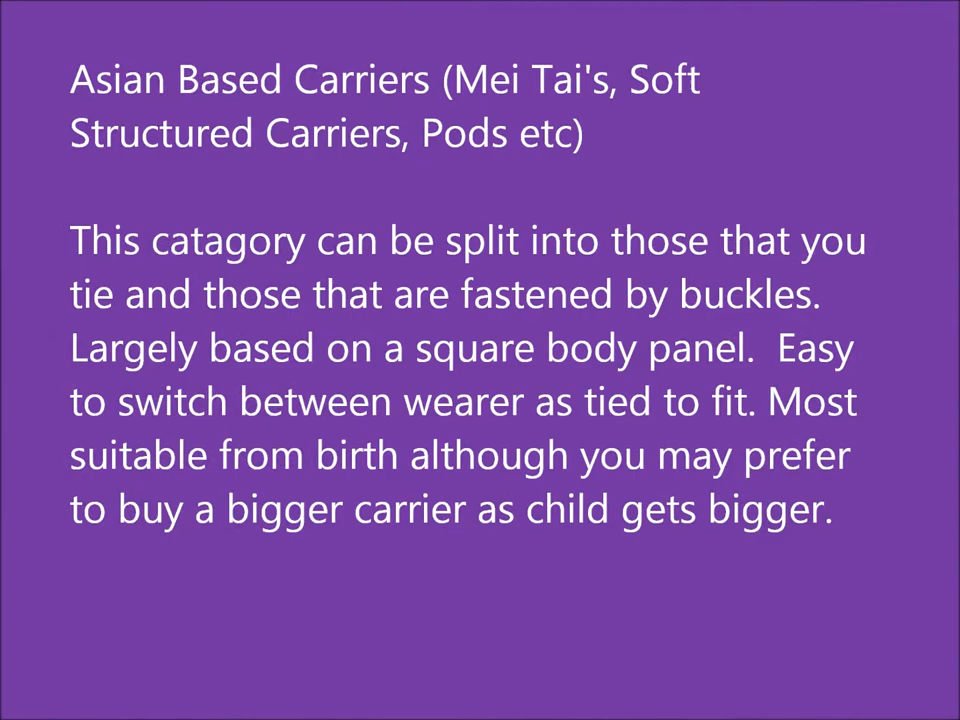 Asian Based Carriers (Mei Tai's, Soft
Structured Carriers, Pods etc)
This catagory can be split into those that you
tie and those that are fastened by buckles.
Largely based on a square body panel.  Easy
to switch between wearer as tied to fit. Most
suitable from birth although you may prefer
to buy a bigger carrier as child gets bigger.